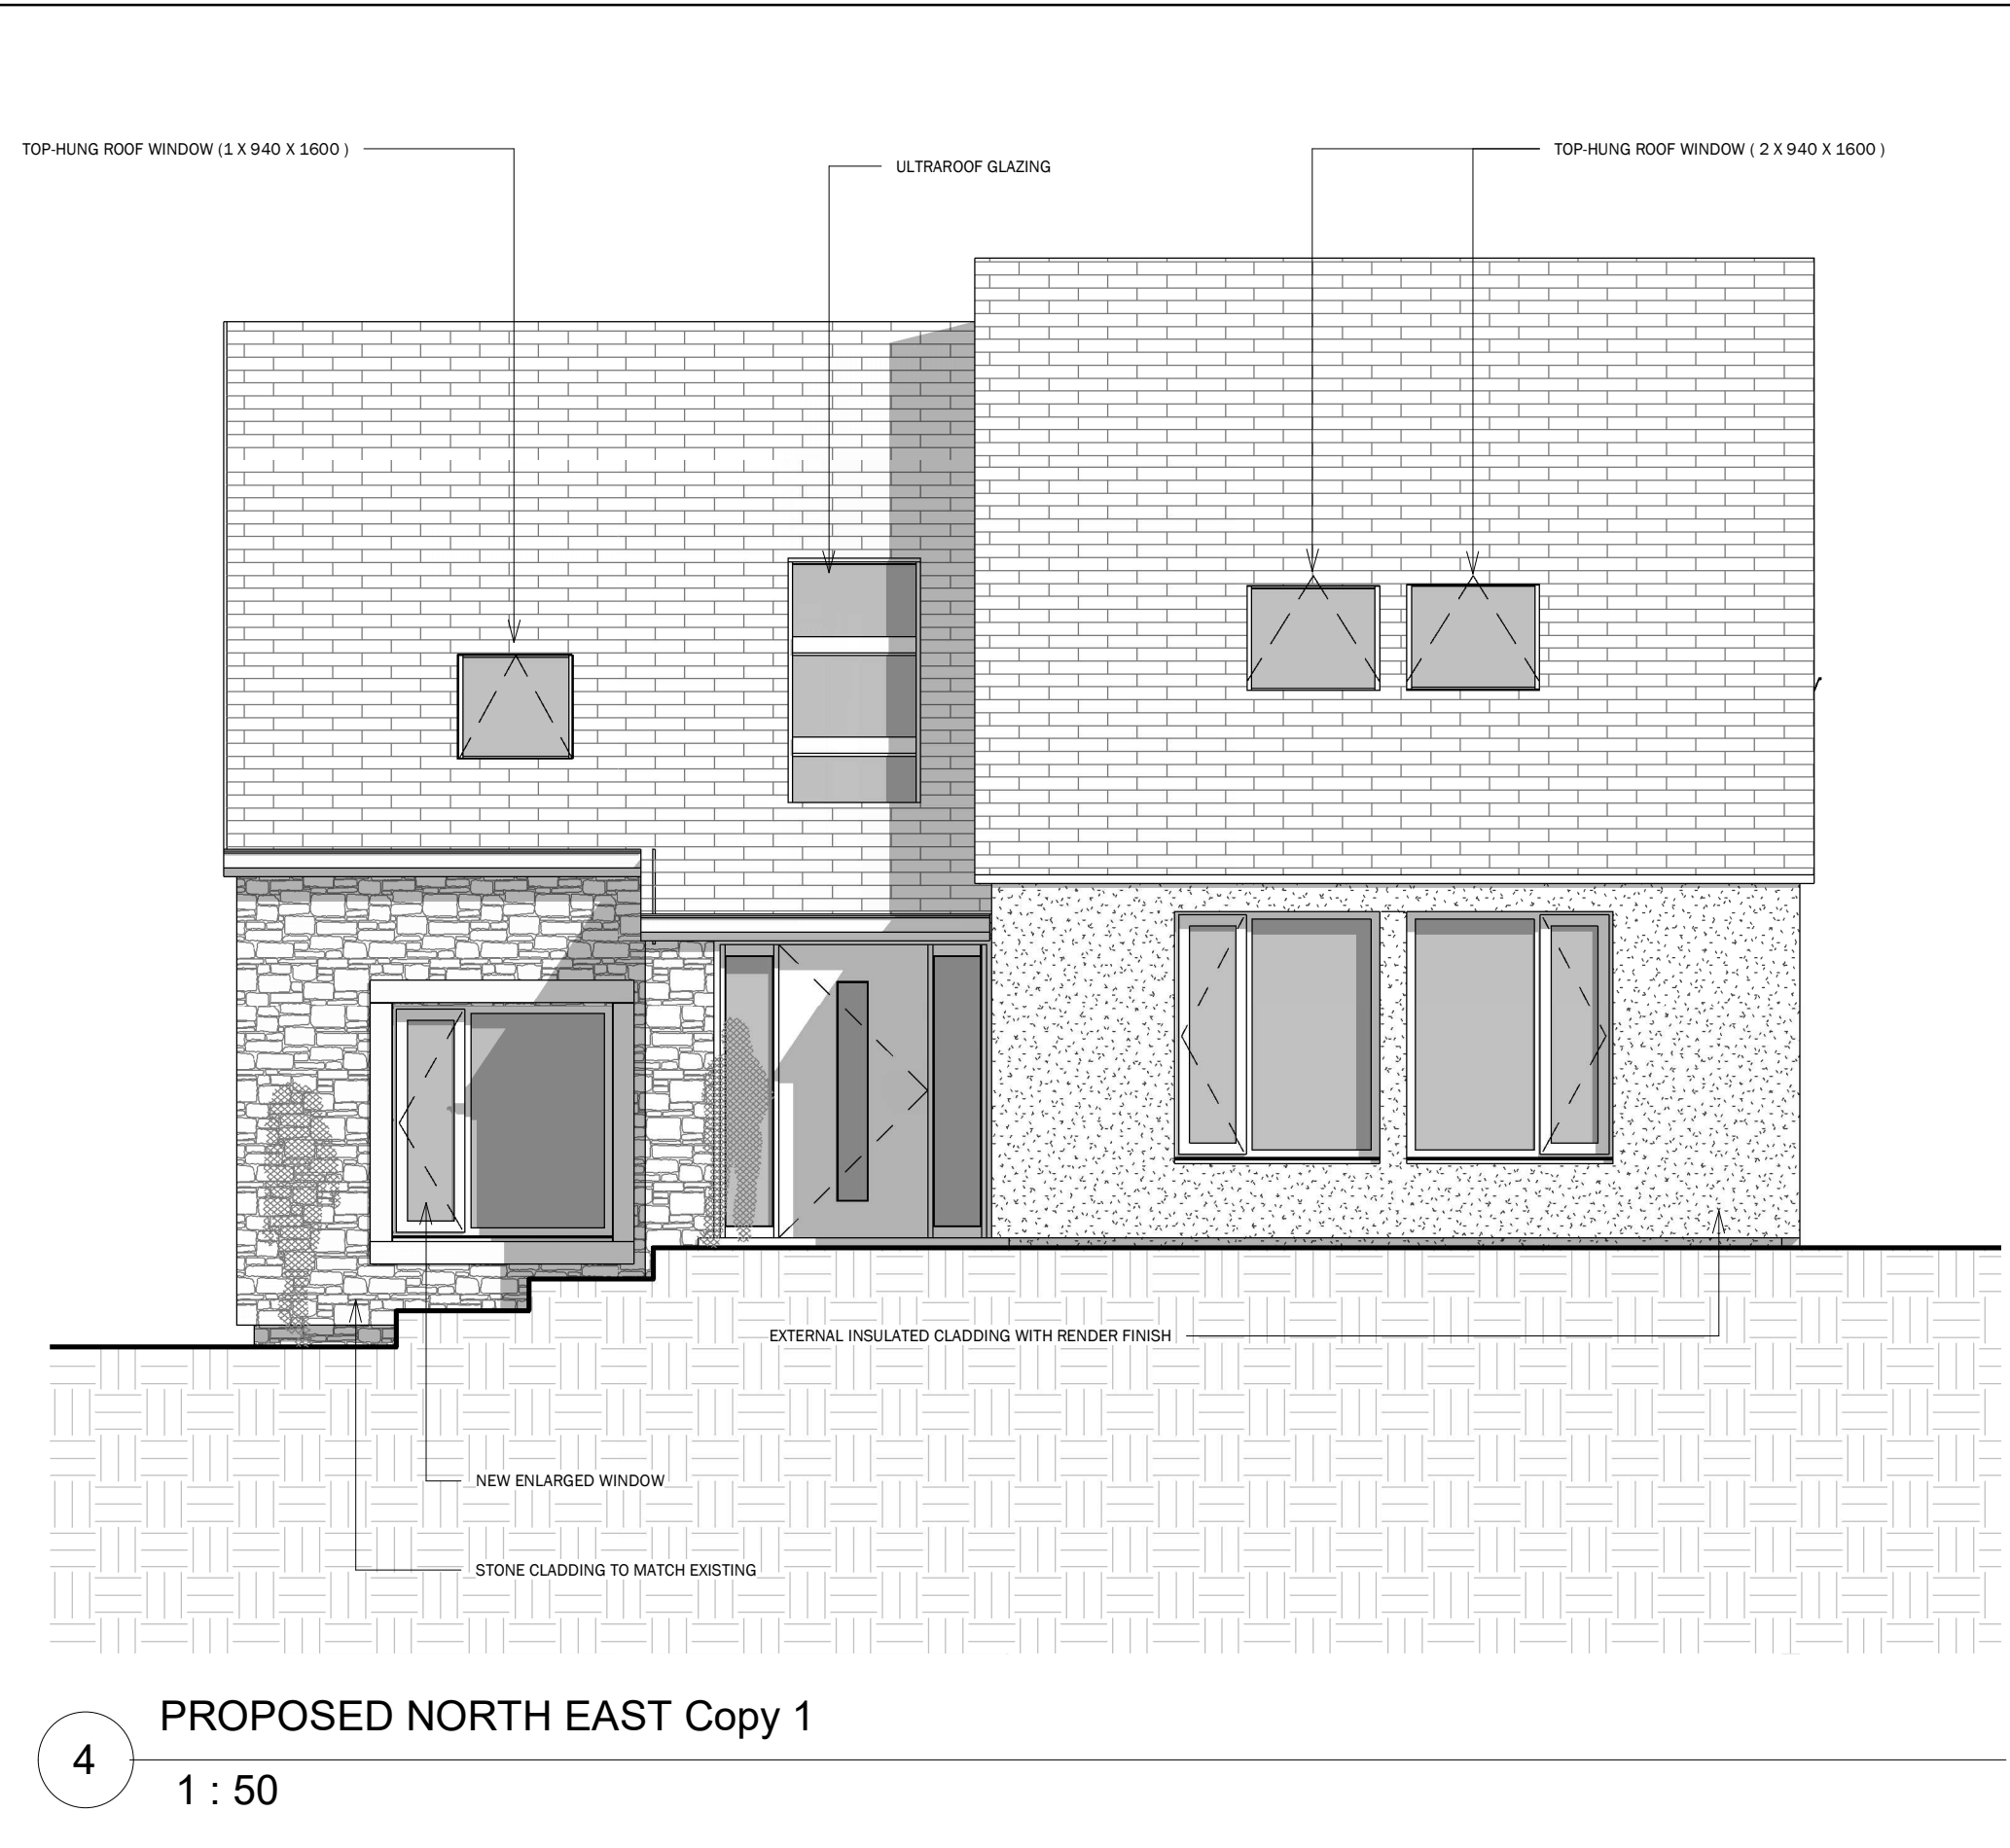 TOP-HUNG ROOF WINDOW (1 X 940 X 1600 )
ULTRAROOF GLAZING
TOP-HUNG ROOF WINDOW ( 2 X 940 X 1600 )
EXTERNAL INSULATED CLADDING WITH RENDER FINISH
NEW ENLARGED WINDOW
STONE CLADDING TO MATCH EXISTING
PROPOSED NORTH EAST Copy 1
4
1 : 50